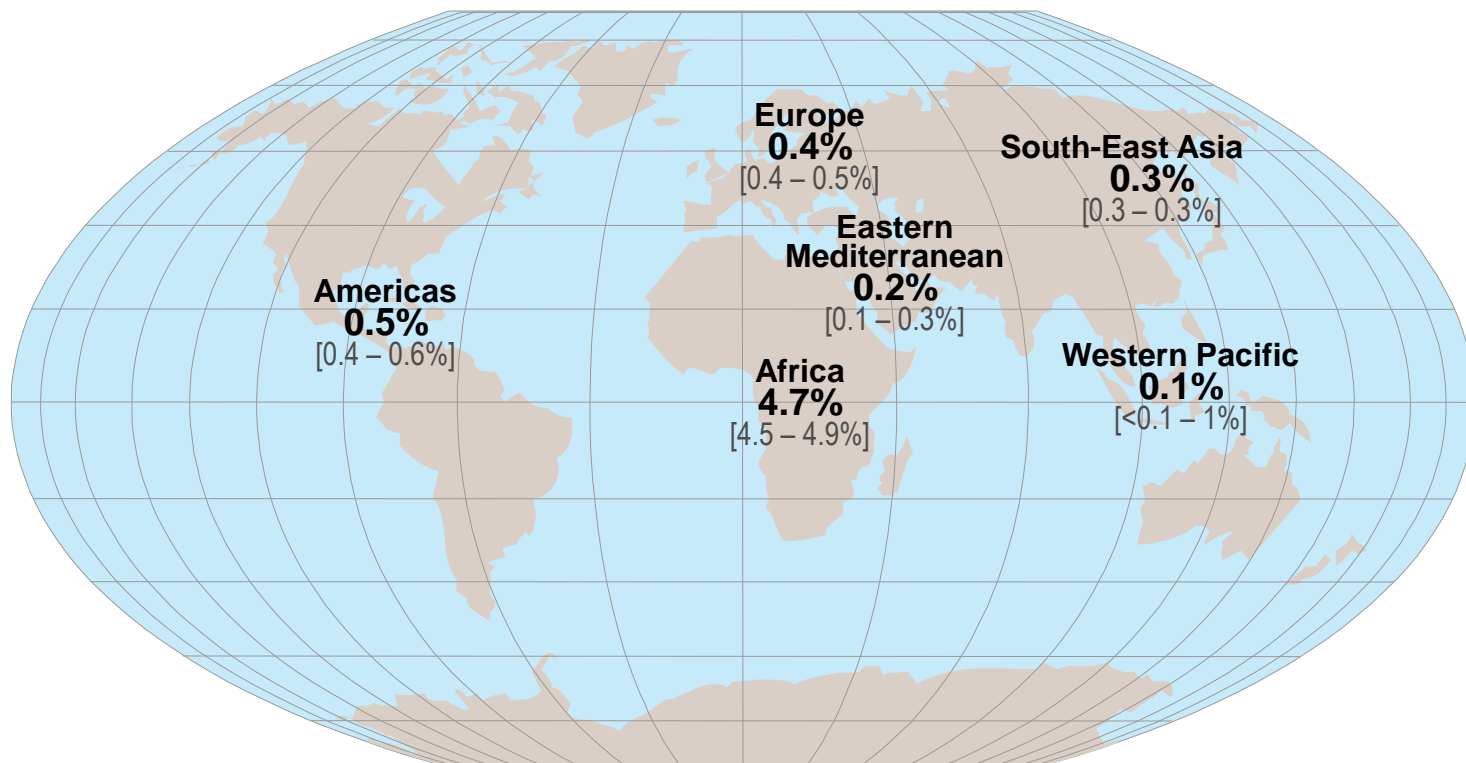 Europe
0.4%
[0.4 – 0.5%]
South-East Asia
0.3%
[0.3 – 0.3%]
Eastern
Mediterranean
0.2%
[0.1 – 0.3%]
Americas
0.5%
[0.4 – 0.6%]
Western Pacific
0.1%
[<0.1 – 1%]
Africa
4.7%
[4.5 – 4.9%]